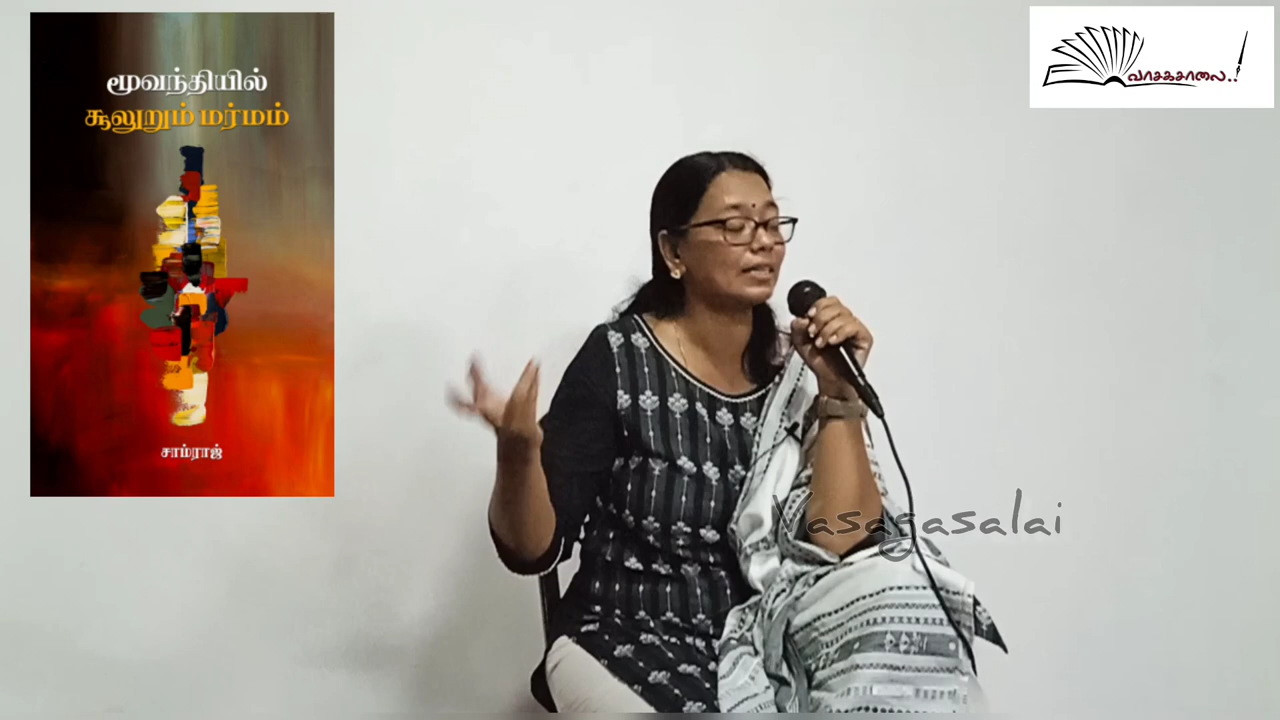 மூவந்தியில்
சூலுறும் மர்மம்
சாம்ராஜ்
வாசகசாலை..!
Vasagasalai